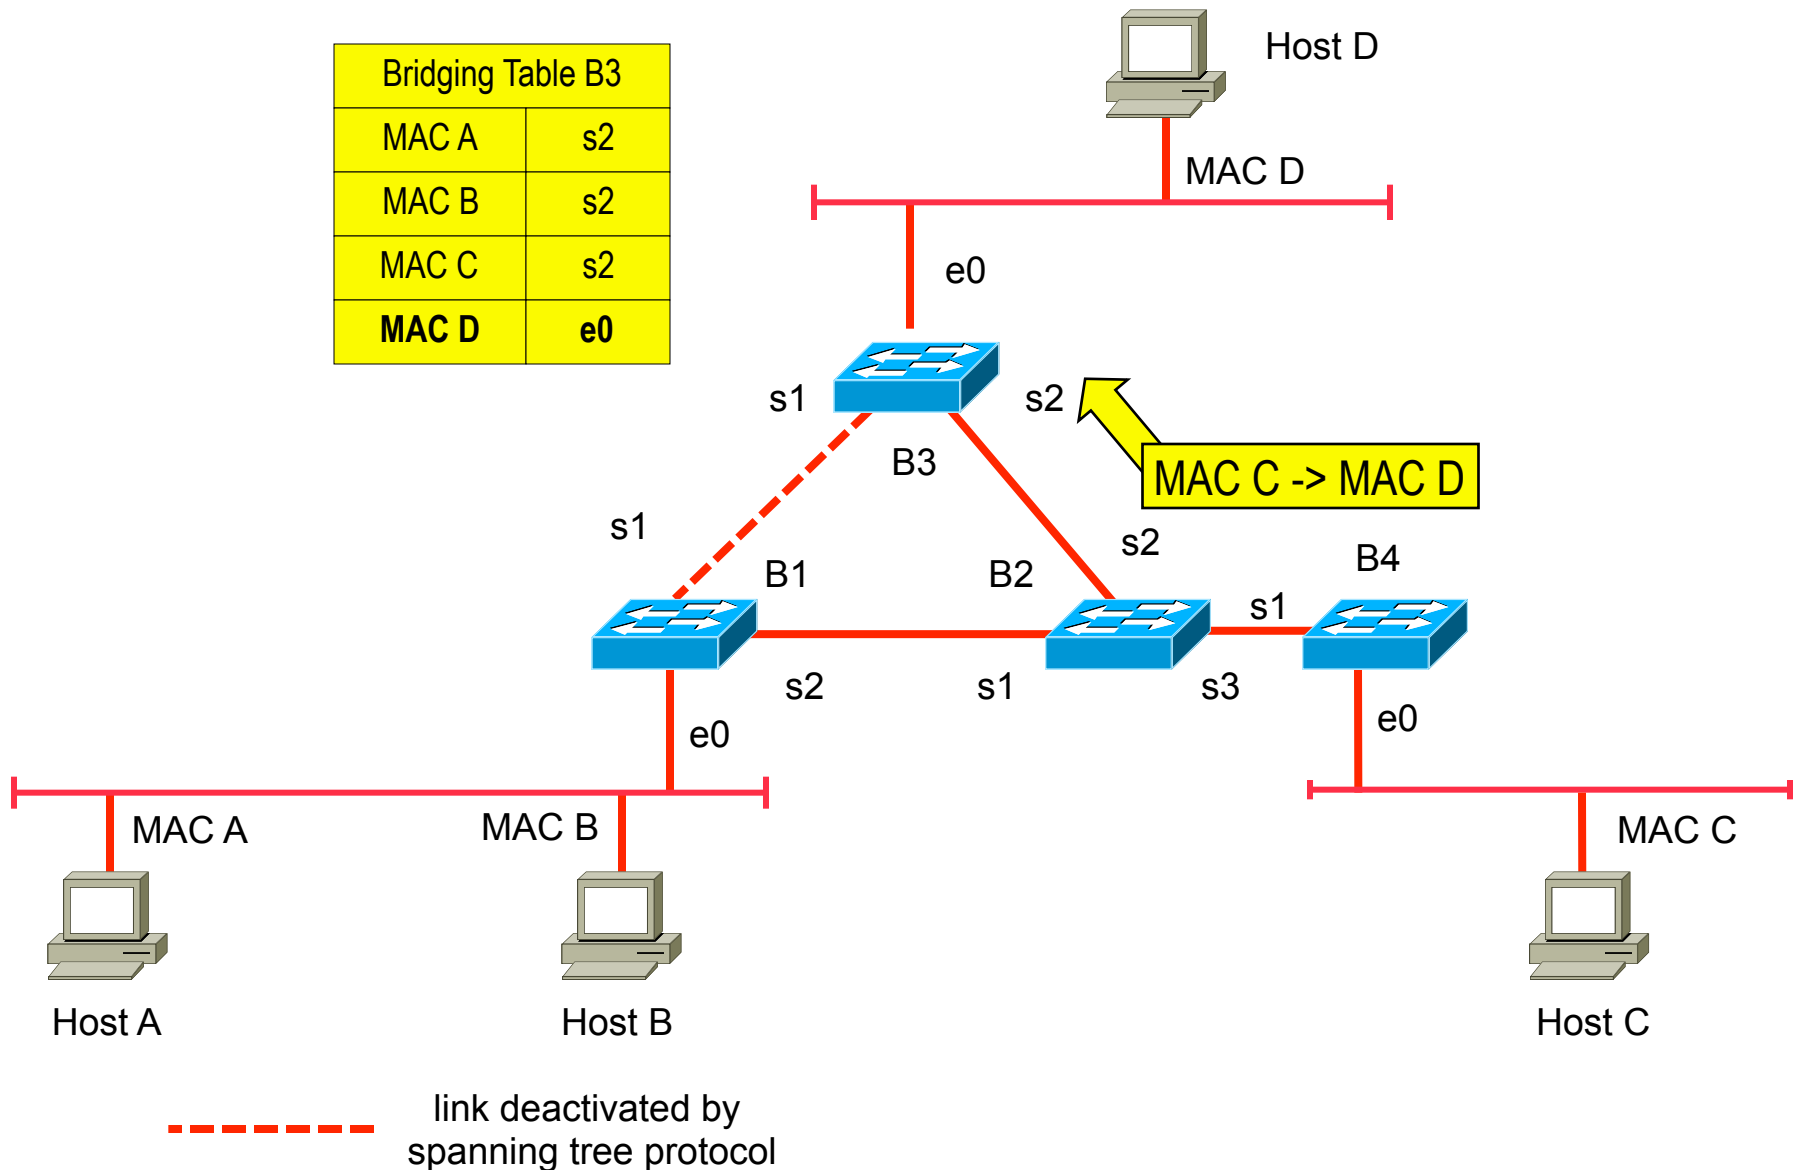 Host D
Bridging Table B3
MAC A s2
MAC B s2
MAC C s2
MAC D e0
MAC D
e0
s1
s2
B3
MAC C -> MAC D
s1
s2
B1
B2
B4
s1
s2
s1
s3
e0
e0
MAC A
MAC B
MAC C
Host A
Host B
Host C
link deactivated by
spanning tree protocol